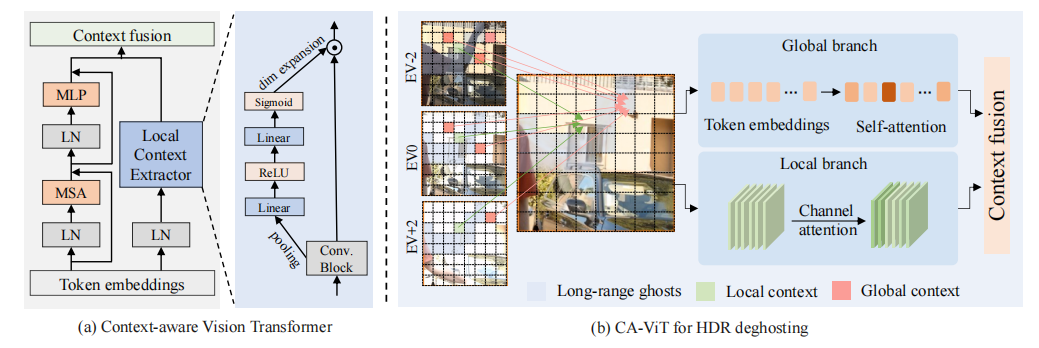 Context fusion
MLP
LN
MSA
LN
Local
Context
Extractor
LN
Token embeddings
dim expansion
Sigmoid
Linear
ReLU
Linear
pooling
Conv.
Block
(a) Context-aware Vision Transformer
EV-2
EV0
EV+2
Global branch
...
...
Token embeddings
Self-attention
Local branch
Channel
attention
Context fusion
Long-range ghosts
Local context
Global context
(b) CA-ViT for HDR deghosting